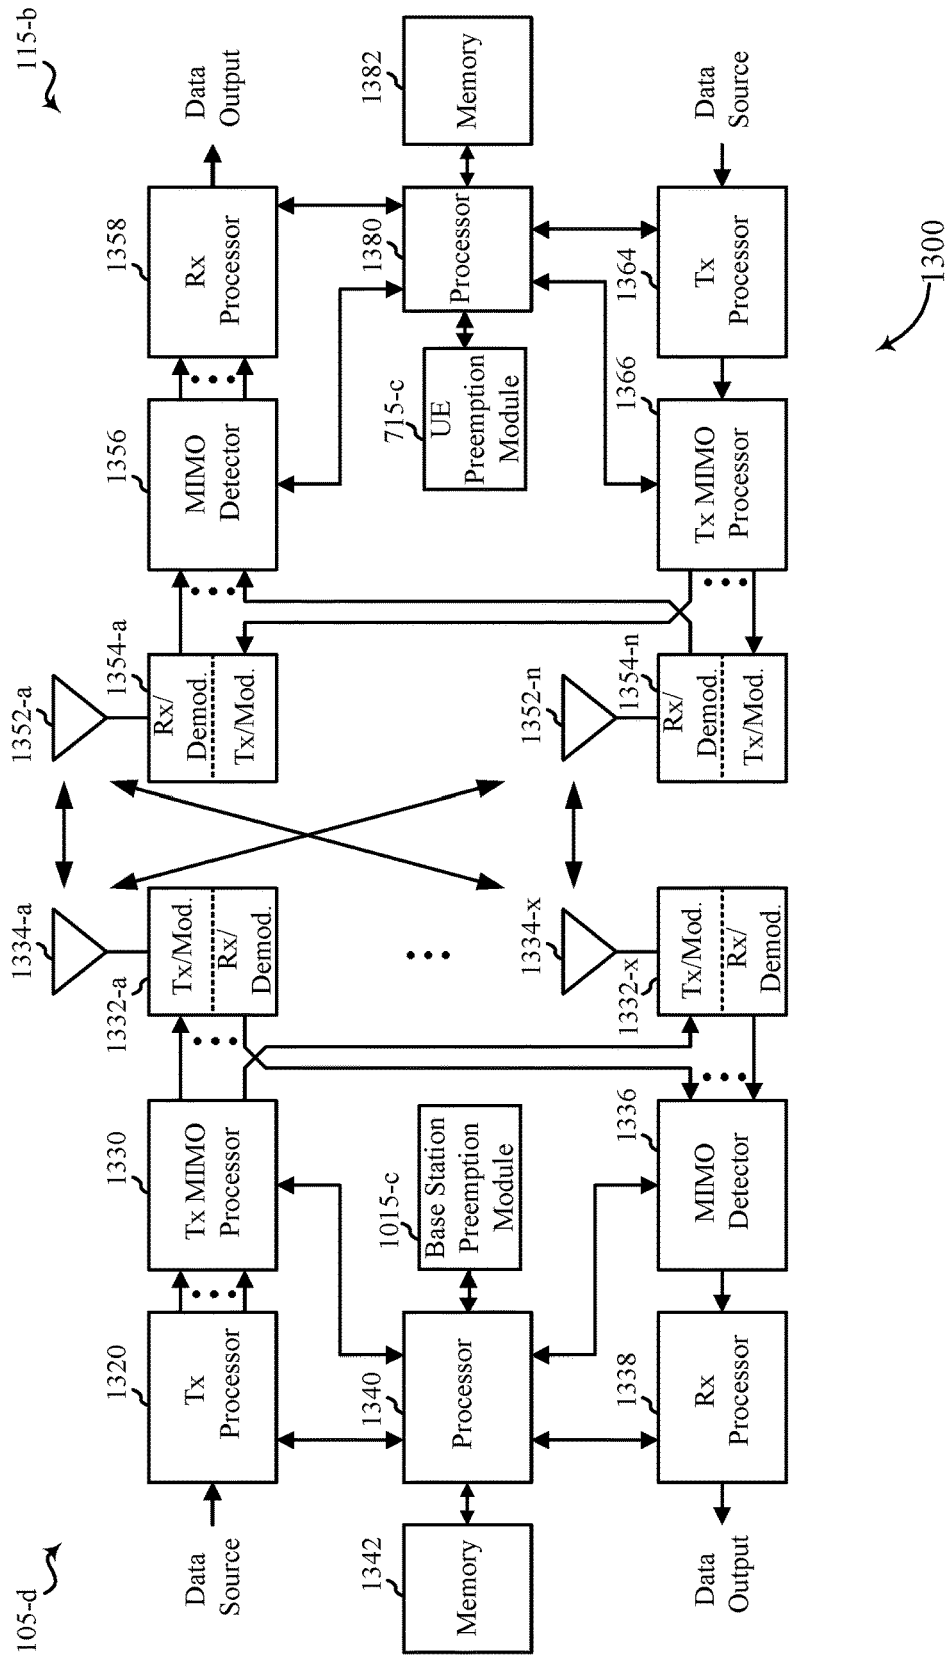 105-d
115-b
1334-a
1352-a
1320
Tx
Processor
1330
Tx MIMO
Processor
1332-a
Tx/Mod.
Rx/
Demod.
1354-a
Rx/
Demod.
Tx/Mod.
1356
MIMO
Detector
1358
Rx
Processor
Data
Source
Data
Output
1342
Memory
1340
Processor
1015-c
Base Station
Preemption
Module
715-c
UE
Preemption
Module
1380
Processor
1382
Memory
1334-x
1352-n
1338
Rx
Processor
1336
MIMO
Detector
1332-x
Tx/Mod.
Rx/
Demod.
1354-n
Rx/
Demod.
Tx/Mod.
1366
Tx MIMO
Processor
1364
Tx
Processor
Data
Output
Data
Source
1300